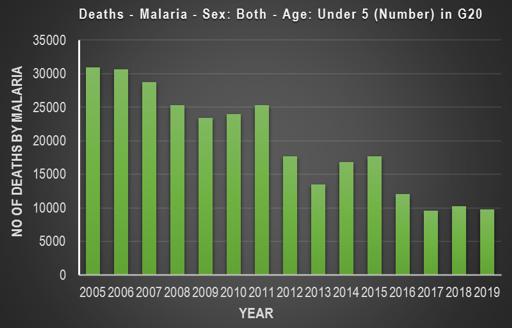 Deaths - Malaria - Sex: Both - Age: Under 5 (Number) in G20
35000
30000
25000
20000
15000
10000
5000
0
NO OF DEATHS BY MALARIA
2005 2006 2007 2008 2009 2010 2011 2012 2013 2014 2015 2016 2017 2018 2019
YEAR